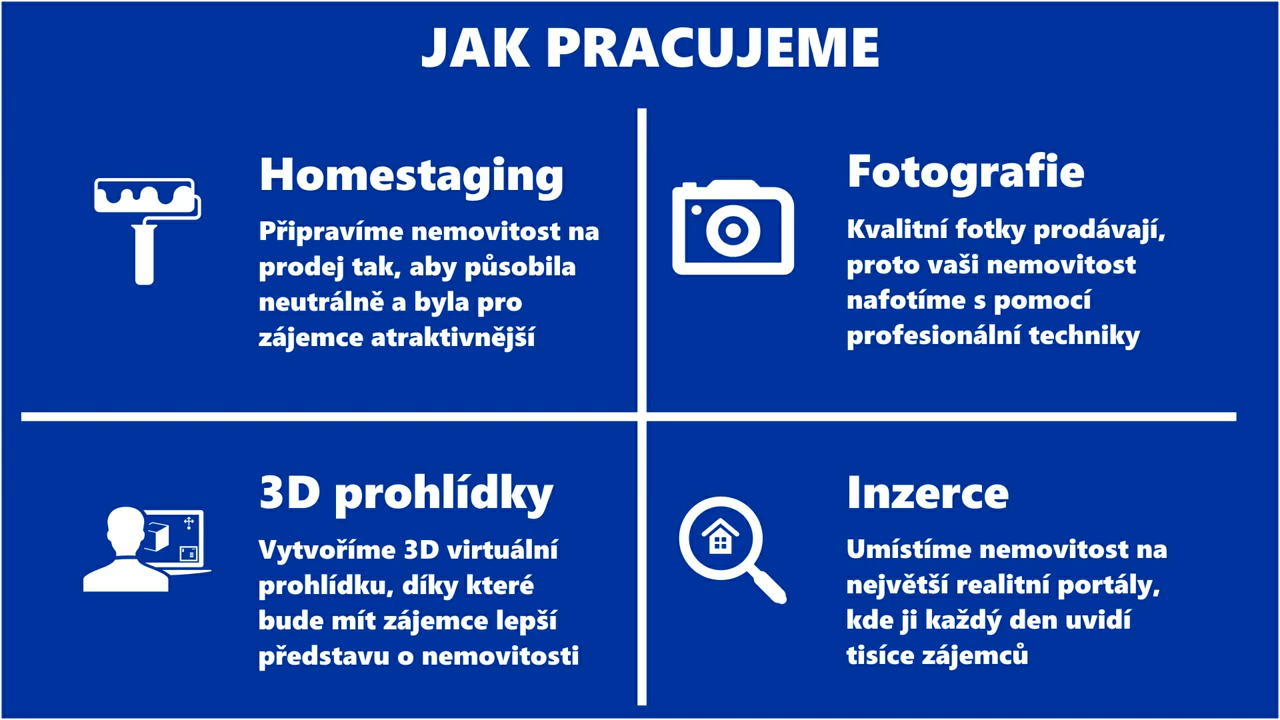 JAK PRACUJEME
Homestaging
Připravíme nemovitost na
prodej tak, aby působila
neutrálně a byla pro
zájemce atraktivnější
Fotografie
Kvalitní fotky prodávají,
proto vaši nemovitost
nafotíme s pomocí
profesionální techniky
3D prohlídky
Vytvoříme 3D virtuální
prohlídku, díky které
bude mít zájemce lepší
představu o nemovitosti
Inzerce
Umístíme nemovitost na
největší realitní portály,
kde ji každý den uvidí
tisíce zájemců